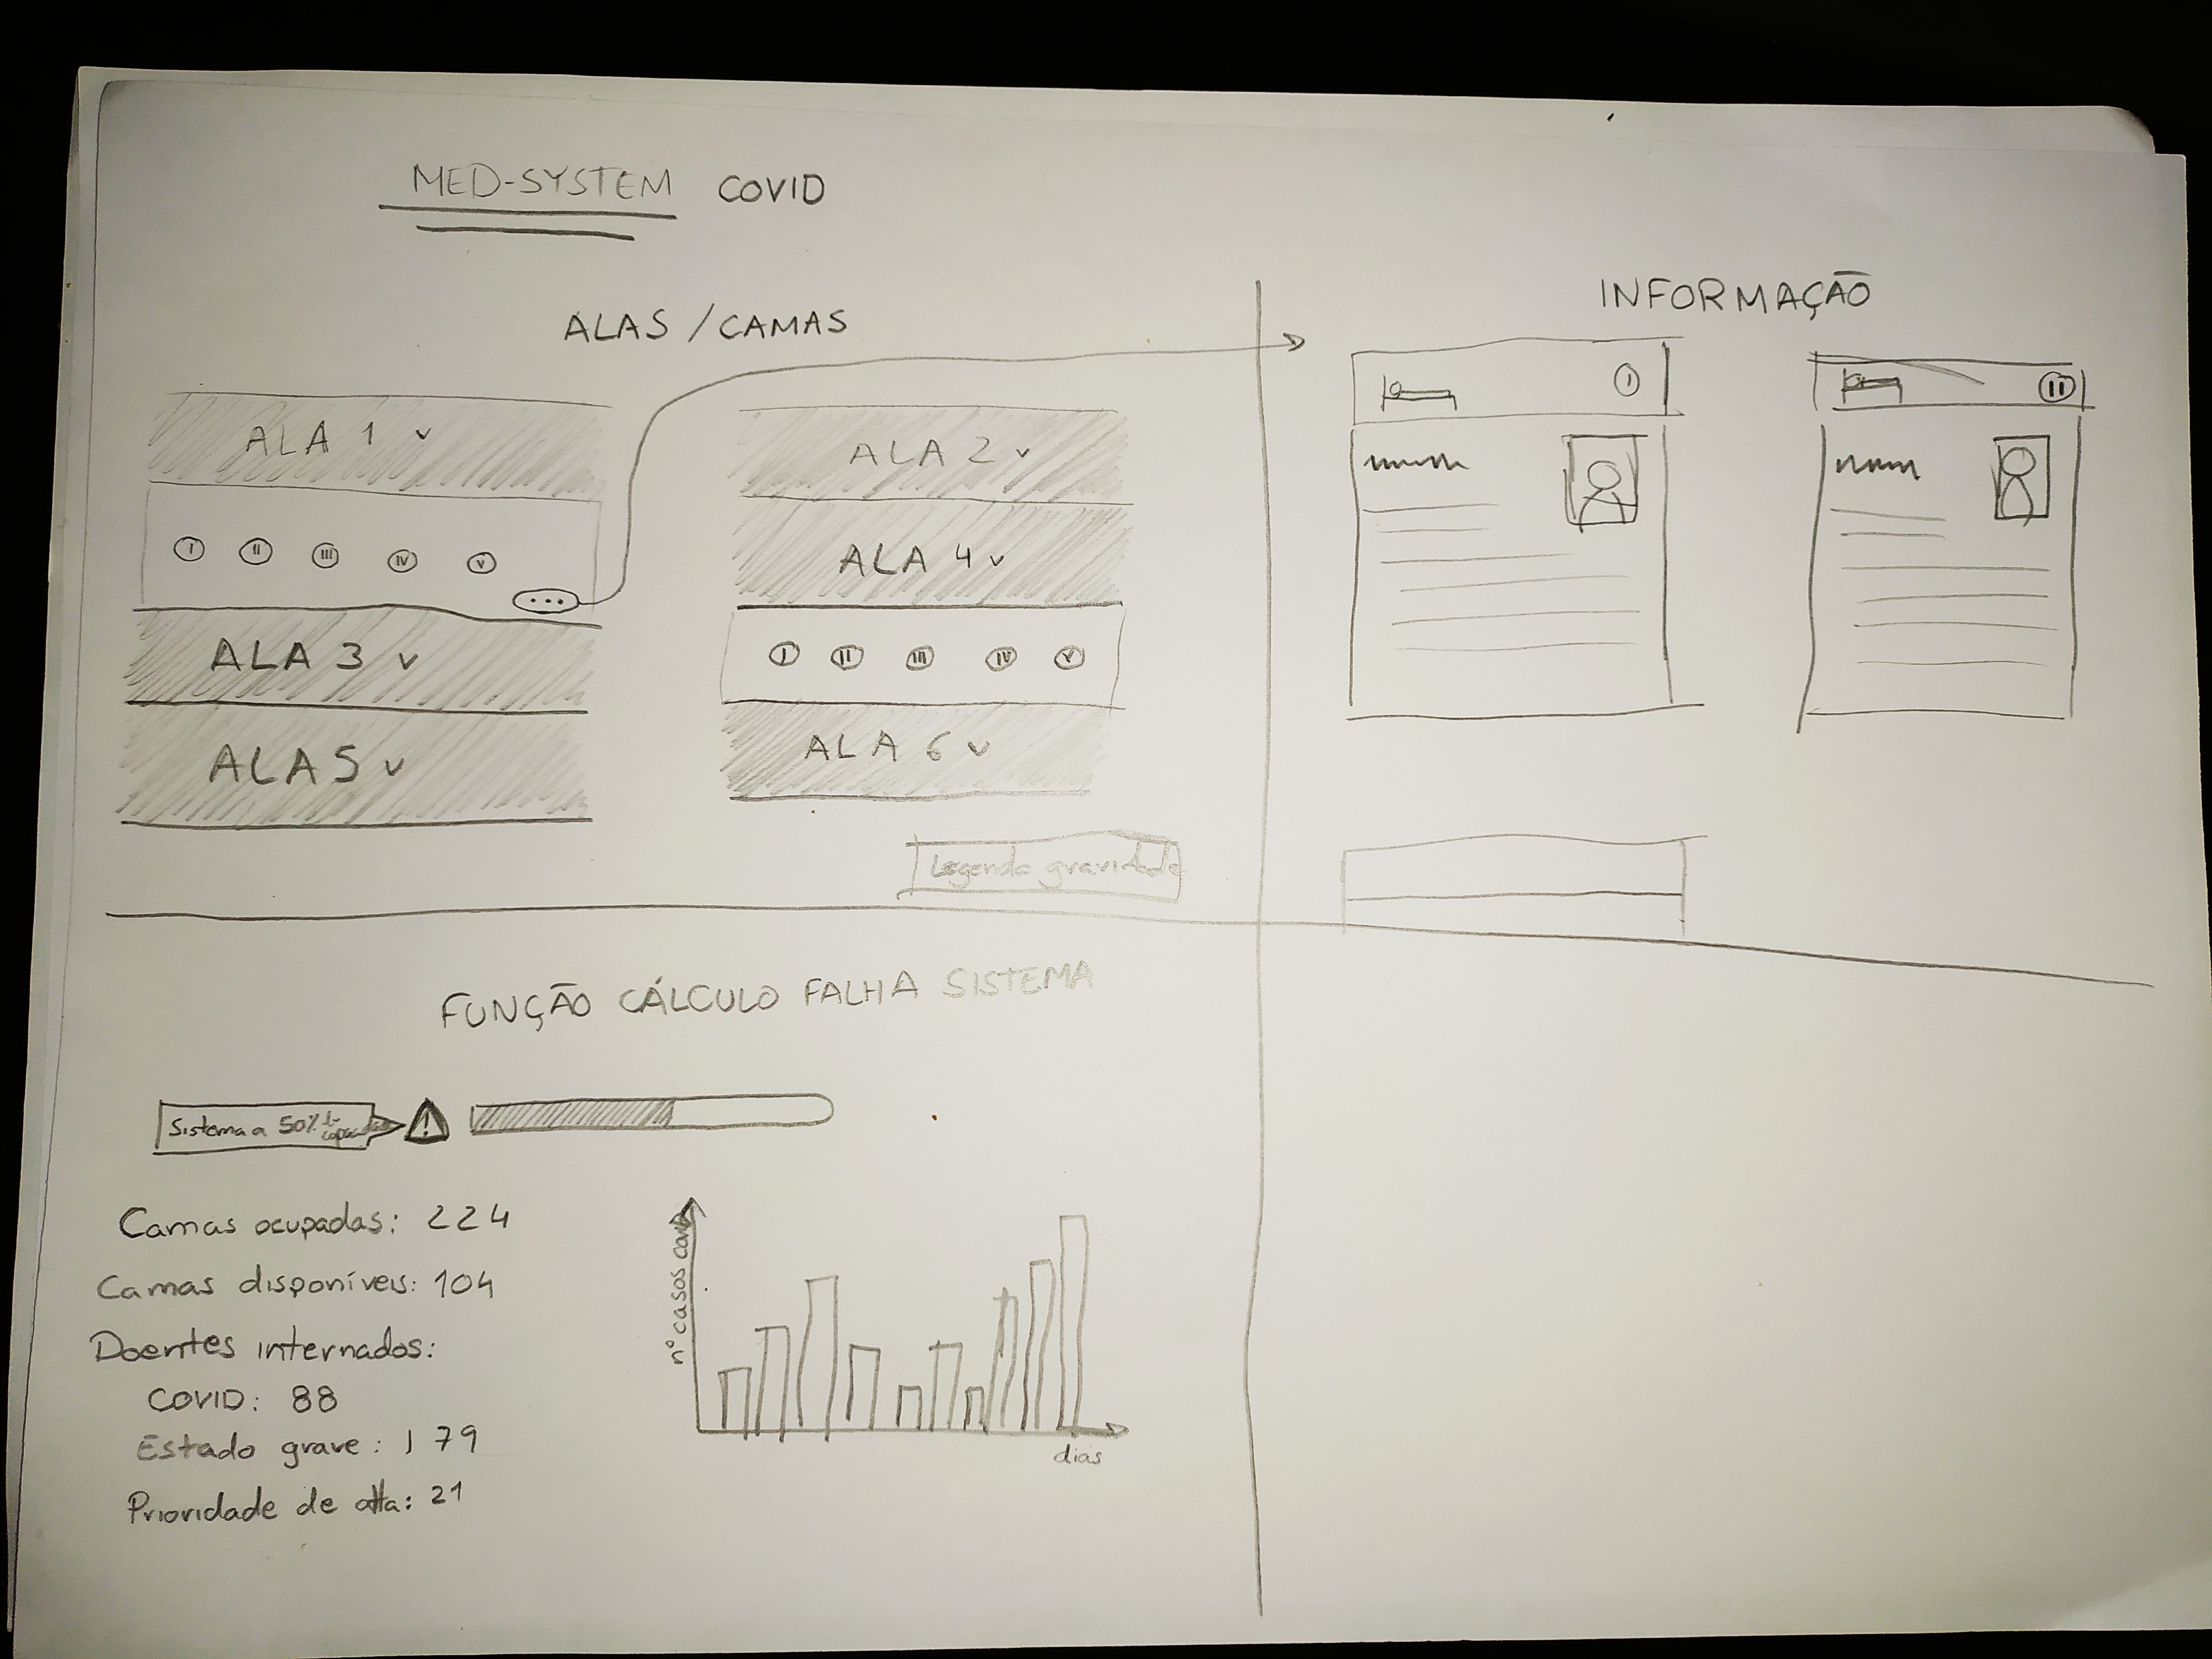 MED-SYSTEM COVID
ALAS / CAMAS
ALA 1 v
I II III IV V
...
ALA 3 v
ALA 5 v
ALA 2 v
ALA 4 v
I II III IV V
ALA 6 v
Legenda gravidade
INFORMAÇÃO
I
II
FUNÇÃO CÁLCULO FALHA SISTEMA
Sistema a 50% de
!
Camas ocupadas: 224
Camas disponíveis: 104
Doentes internados:
COVID: 88
Estado grave: 179
Prioridade de alta: 21
nº casos covid
dias